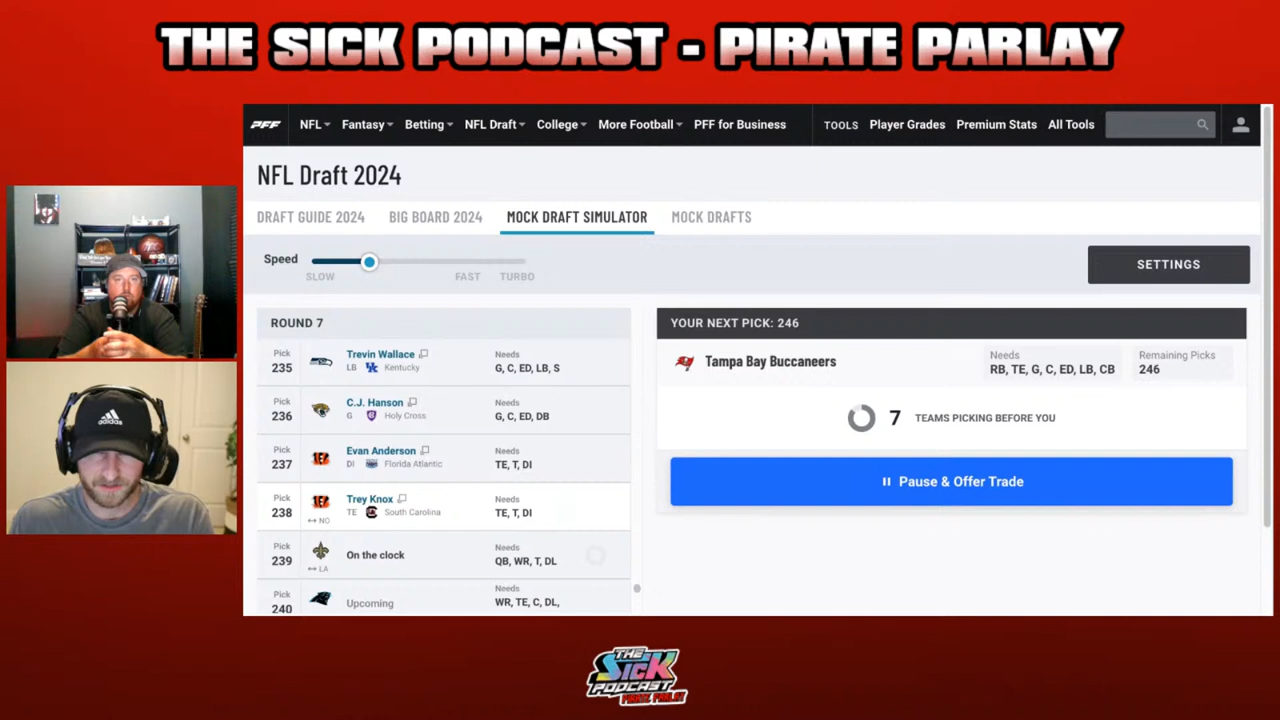 THE SICK PODCAST - PIRATE PARLAY
PFF NFL Fantasy Betting NFL Draft College More Football PFF for Business TOOLS Player Grades Premium Stats All Tools
NFL Draft 2024
DRAFT GUIDE 2024 BIG BOARD 2024 MOCK DRAFT SIMULATOR MOCK DRAFTS
Speed
SLOW FAST TURBO
SETTINGS
ROUND 7
Pick
235
Trevin Wallace
LB Kentucky
Needs
G, C, ED, LB, S
Pick
236
C.J. Hanson
G Holy Cross
Needs
G, C, ED, DB
Pick
237
Evan Anderson
DI Florida Atlantic
Needs
TE, T, DI
Pick
238
↔ NO
Trey Knox
TE South Carolina
Needs
TE, T, DI
Pick
239
↔ LA
On the clock
Needs
QB, WR, T, DL
Pick
240
Upcoming
Needs
WR, TE, C, DL,
YOUR NEXT PICK: 246
Tampa Bay Buccaneers
Needs
RB, TE, G, C, ED, LB, CB
Remaining Picks
246
7 TEAMS PICKING BEFORE YOU
Pause & Offer Trade
adidas
THE
SICK
PODCAST
PIRATE PARLAY